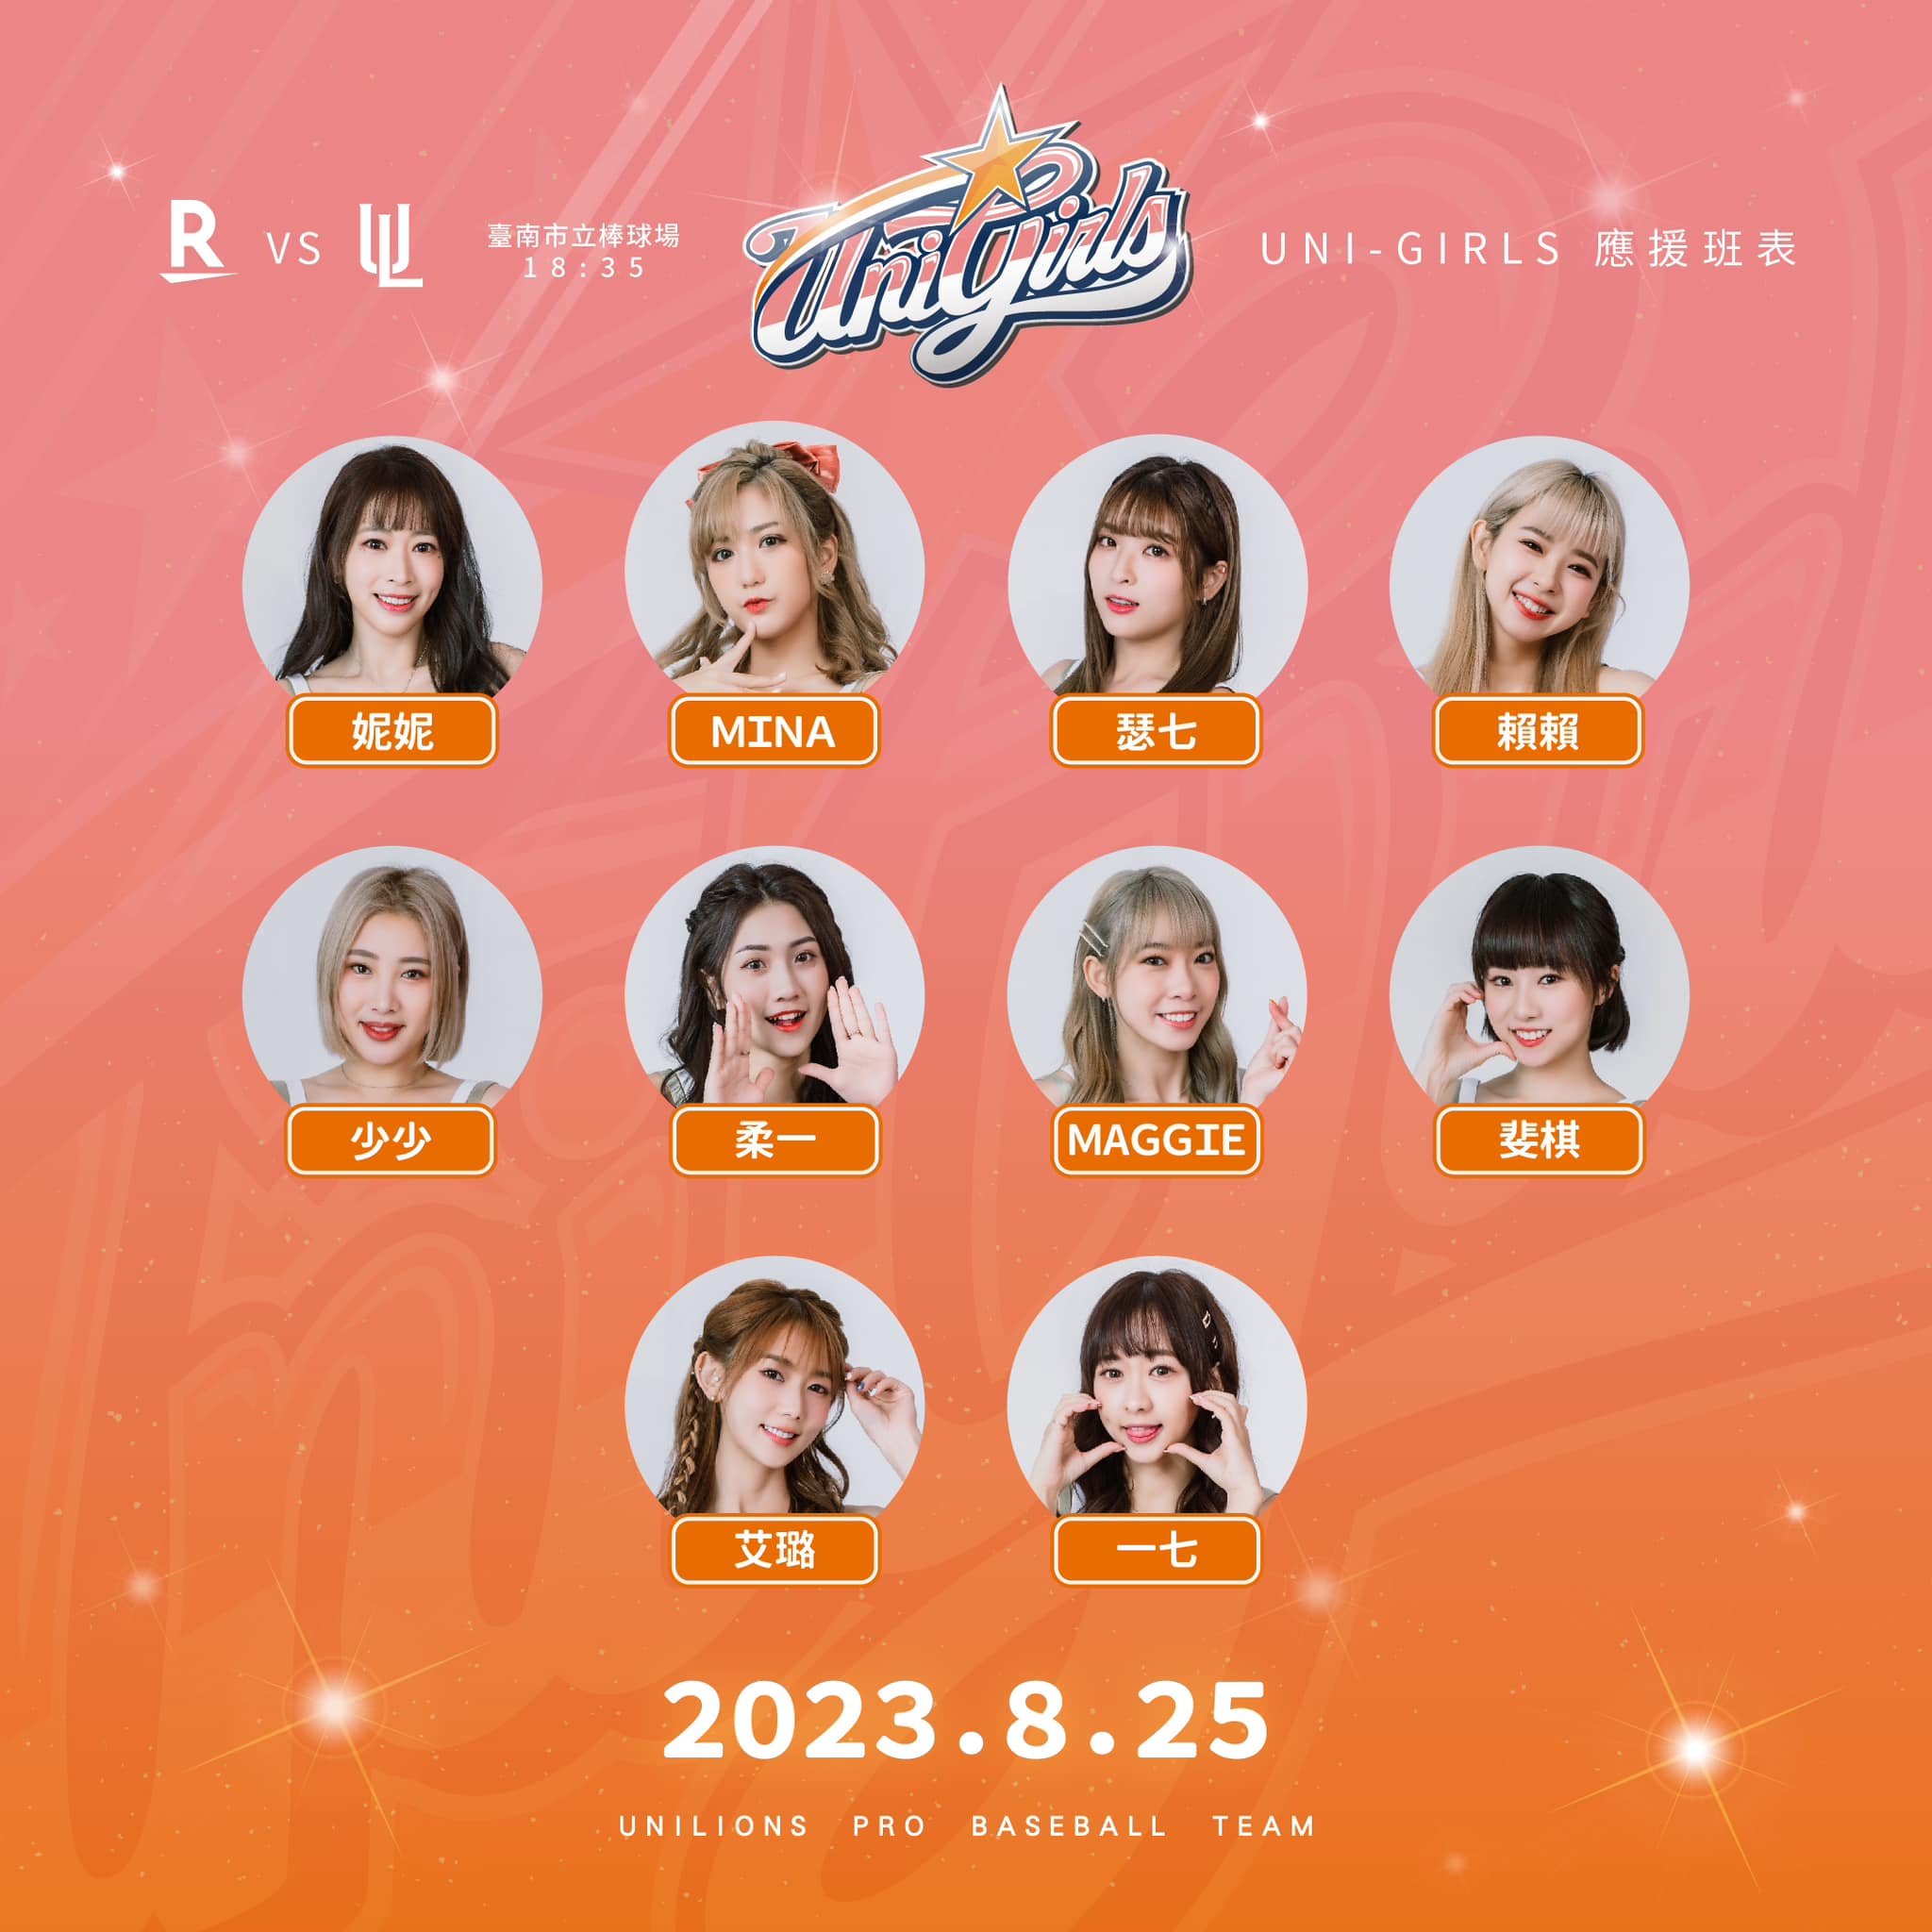 R VS UL
臺南市立棒球場
18:35
UniGirls
UNI-GIRLS 應援班表
妮妮
MINA
瑟七
賴賴
少少
柔一
MAGGIE
斐棋
艾璐
一七
2023.8.25
UNILIONS PRO BASEBALL TEAM